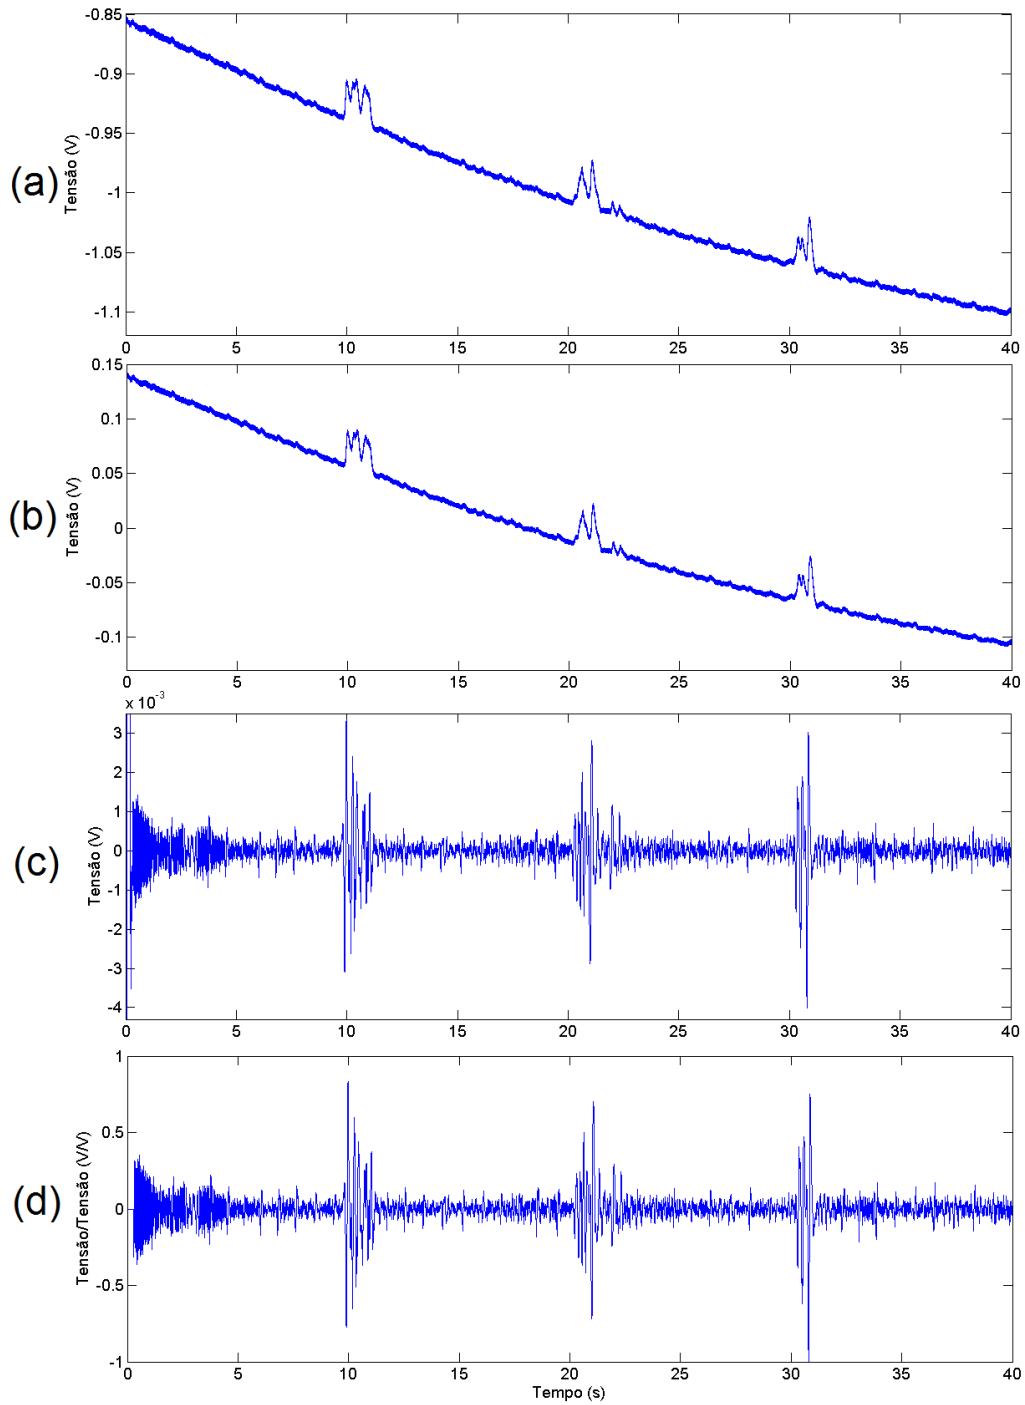 (a)
Tensão (V)
-0.85
-0.9
-0.95
-1
-1.05
-1.1
0 5 10 15 20 25 30 35 40
(b)
Tensão (V)
0.15
0.1
0.05
0
-0.05
-0.1
0 5 10 15 20 25 30 35 40
(c)
Tensão (V)
x 10-3
3
2
1
0
-1
-2
-3
-4
0 5 10 15 20 25 30 35 40
(d)
Tensão/Tensão (V/V)
1
0.5
0
-0.5
-1
0 5 10 15 20 25 30 35 40
Tempo (s)